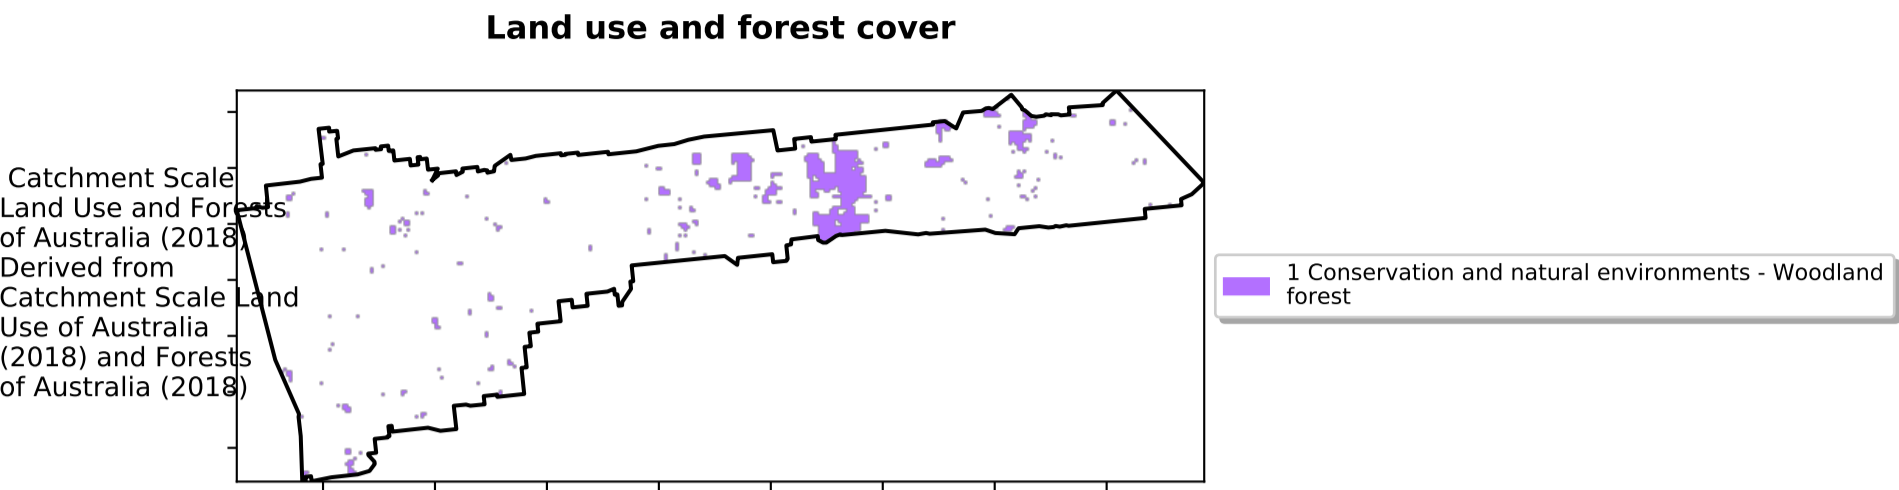 Land use and forest cover
Catchment Scale
Land Use and Forests
of Australia (2018)
Derived from
Catchment Scale Land
Use of Australia
(2018) and Forests
of Australia (2018)
1 Conservation and natural environments - Woodland
forest